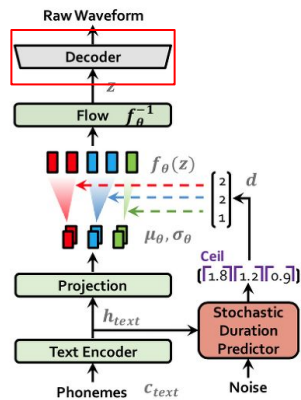 Raw Waveform
Decoder
z
Flow f_θ^{-1}
f_θ(z)
d
2
2
1
μ_θ, σ_θ
Ceil
(⌈1.8⌉⌈1.2⌉⌈0.9⌉)
Projection
h_text
Stochastic
Duration
Predictor
Text Encoder
Phonemes c_text
Noise